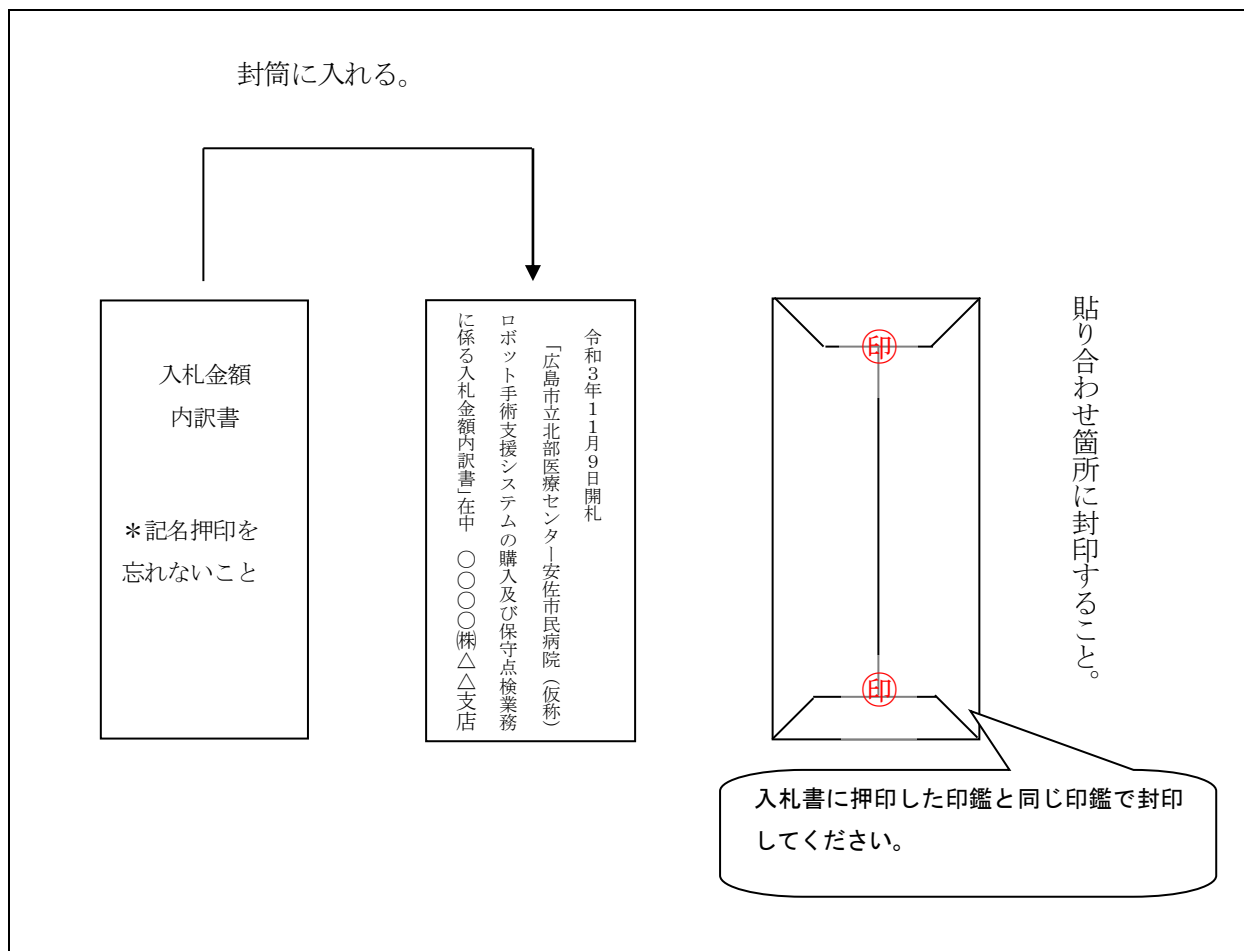 封筒に入れる。
入札金額
内訳書
＊記名押印を
忘れないこと
令和３年１１月９日開札
「広島市立北部医療センター安佐市民病院（仮称）
ロボット手術支援システムの購入及び保守点検業務
に係る入札金額内訳書」在中　〇〇〇〇㈱△△支店
印
印
貼り合わせ箇所に封印すること。
入札書に押印した印鑑と同じ印鑑で封印
してください。